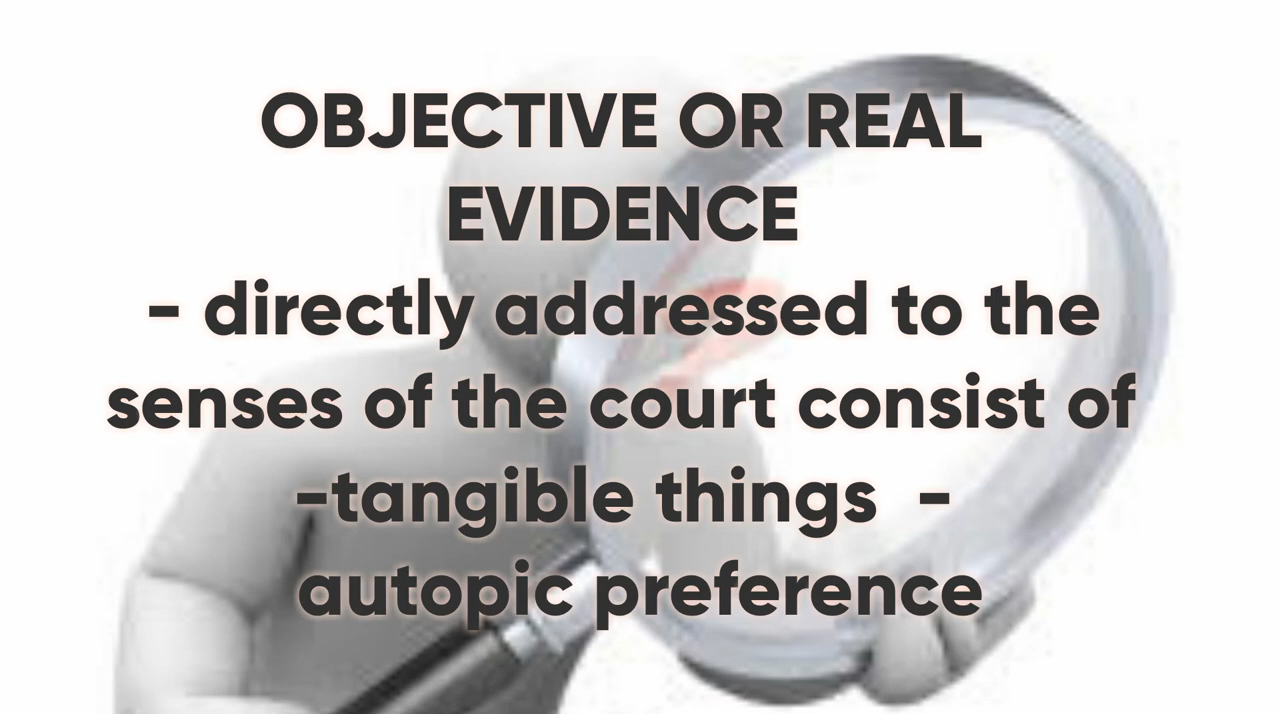 OBJECTIVE OR REAL
EVIDENCE
- directly addressed to the
senses of the court consist of
-tangible things  -
autopic preference